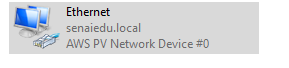 Ethernet
senaiedu.local
AWS PV Network Device #0